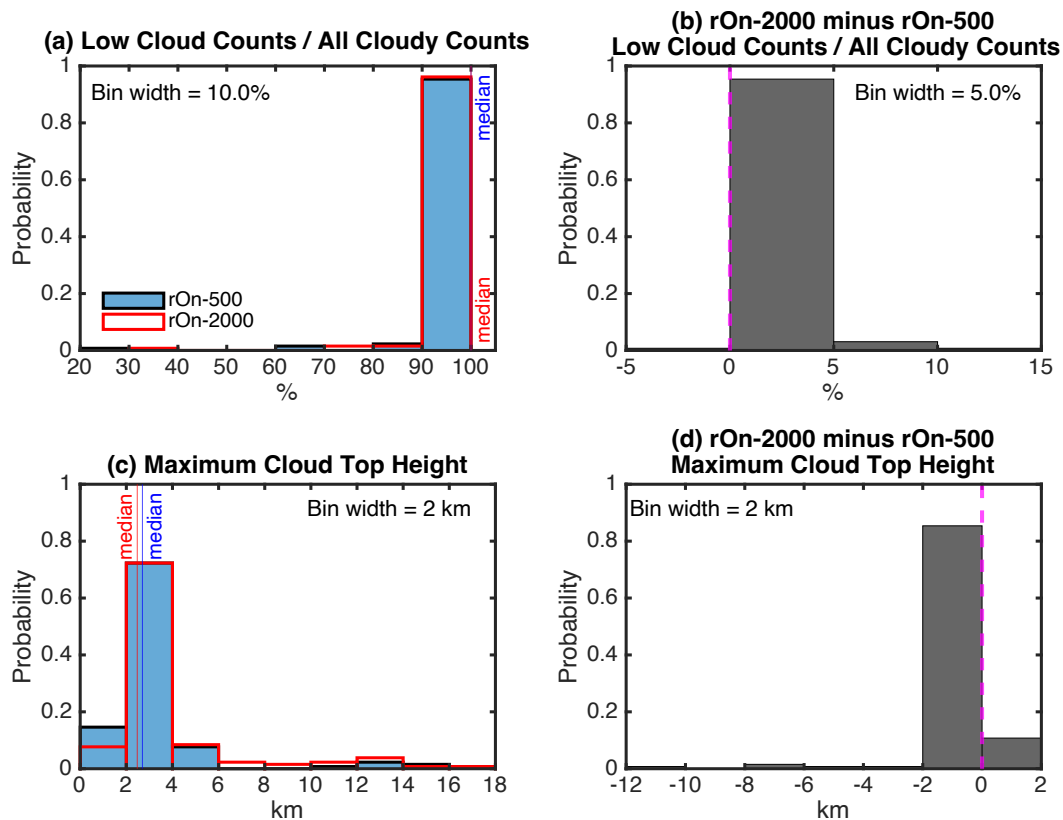 (a) Low Cloud Counts / All Cloudy Counts
Bin width = 10.0%
median
median
rOn-500
rOn-2000
Probability
0
0.2
0.4
0.6
0.8
1
20 30 40 50 60 70 80 90 100
%
(b) rOn-2000 minus rOn-500
Low Cloud Counts / All Cloudy Counts
Bin width = 5.0%
Probability
0
0.2
0.4
0.6
0.8
1
-5 0 5 10 15
%
(c) Maximum Cloud Top Height
Bin width = 2 km
median
median
Probability
0
0.2
0.4
0.6
0.8
1
0 2 4 6 8 10 12 14 16 18
km
(d) rOn-2000 minus rOn-500
Maximum Cloud Top Height
Bin width = 2 km
Probability
0
0.2
0.4
0.6
0.8
1
-12 -10 -8 -6 -4 -2 0 2
km